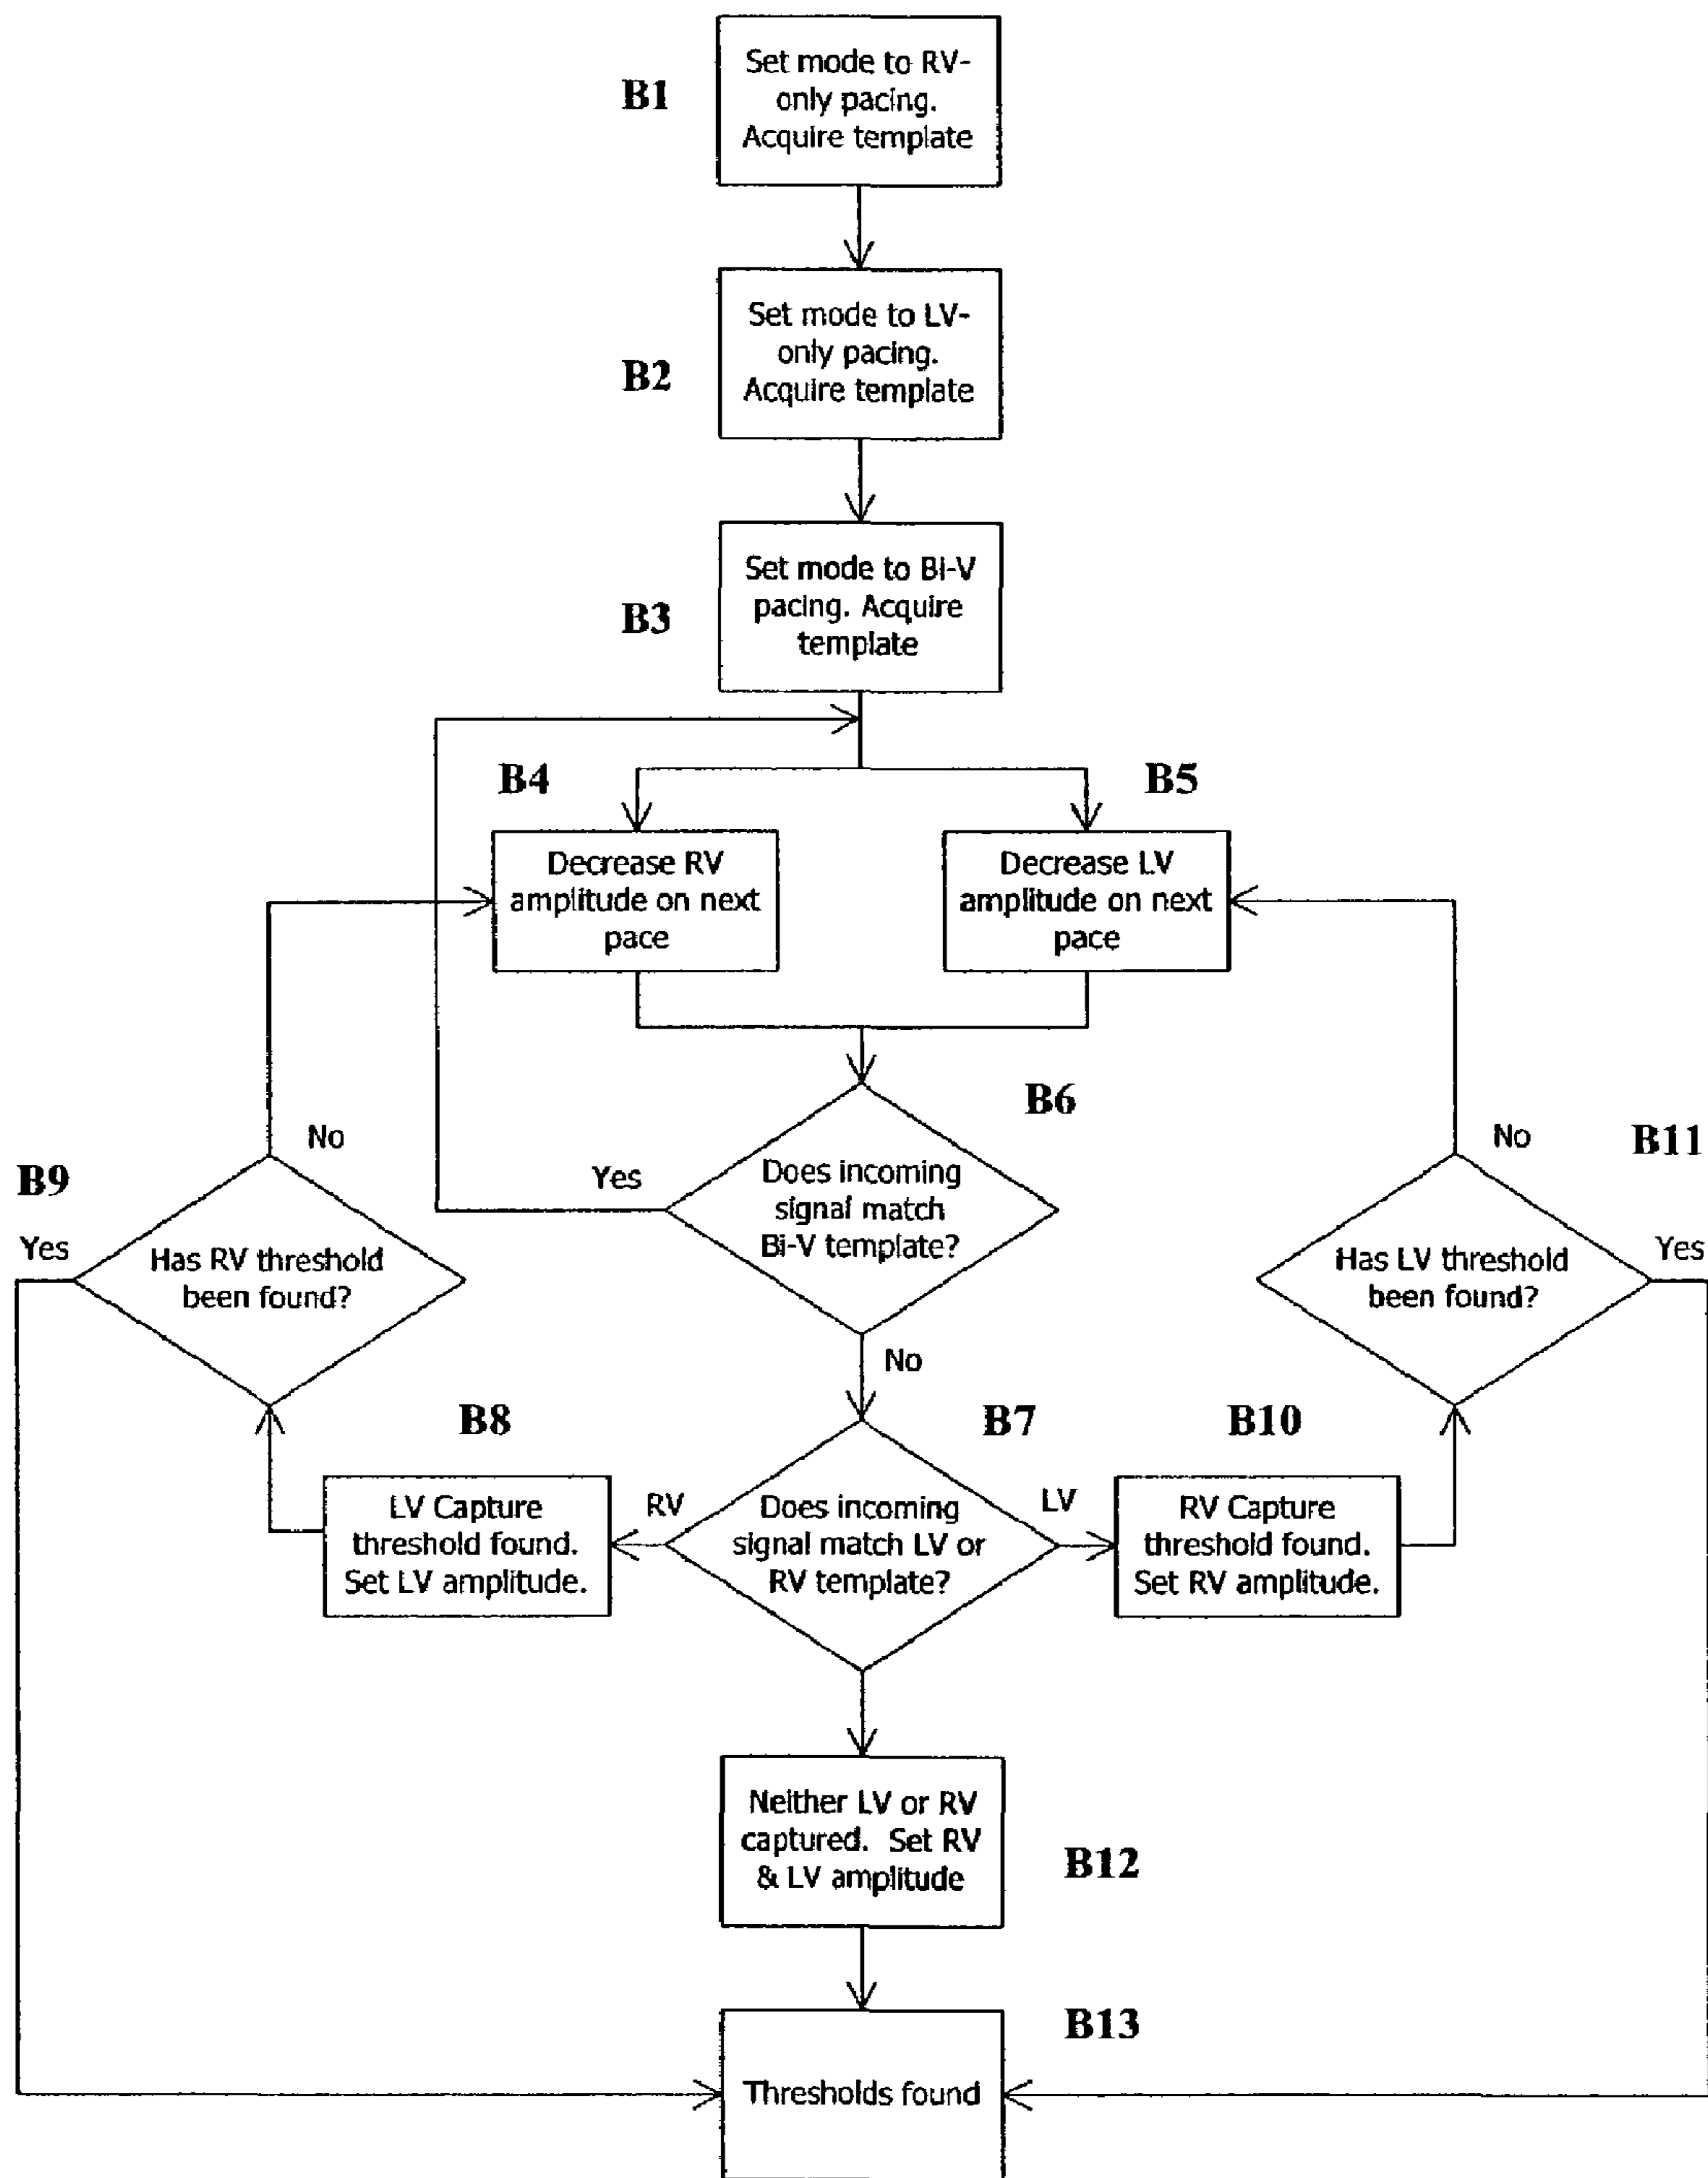 B1
Set mode to RV-
only pacing.
Acquire template
B2
Set mode to LV-
only pacing.
Acquire template
B3
Set mode to Bi-V
pacing. Acquire
template
B4
Decrease RV
amplitude on next
pace
B5
Decrease LV
amplitude on next
pace
B6
Does incoming
signal match
Bi-V template?
Yes
No
B9
Has RV threshold
been found?
No
Yes
B11
Has LV threshold
been found?
No
Yes
B7
Does incoming
signal match LV or
RV template?
RV
LV
B8
LV Capture
threshold found.
Set LV amplitude.
B10
RV Capture
threshold found.
Set RV amplitude.
Neither LV or RV
captured. Set RV
& LV amplitude
B12
B13
Thresholds found